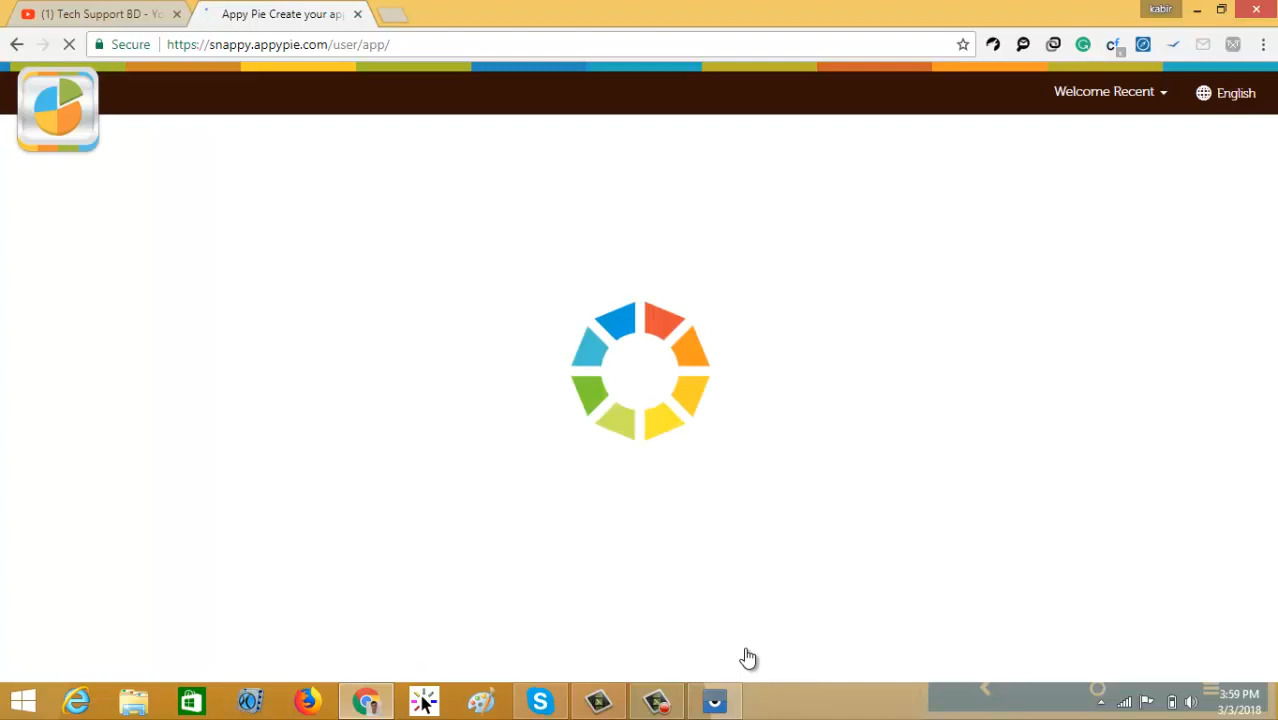 (1) Tech Support BD - Yo
Appy Pie Create your app
kabir
Secure
https://snappy.appypie.com/user/app/
Welcome Recent
English
3:59 PM
3/3/2018